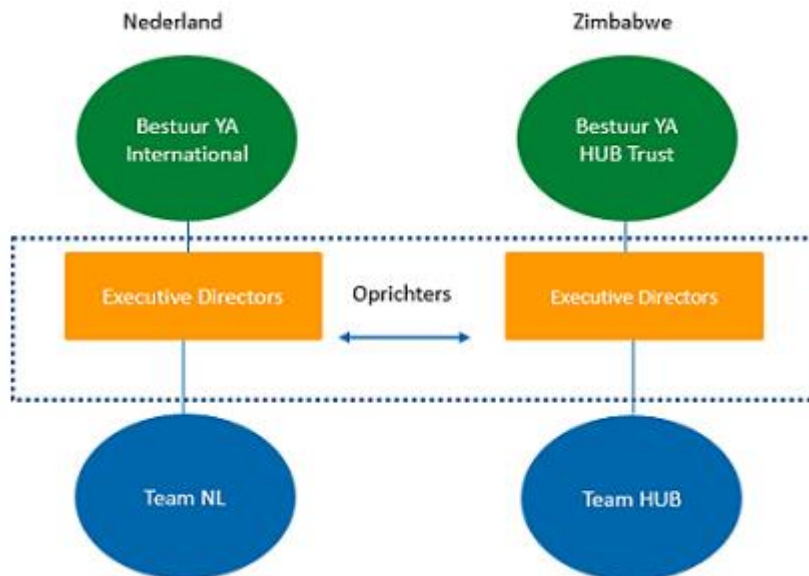 Nederland
Zimbabwe
Bestuur YA
International
Bestuur YA
HUB Trust
Executive Directors
Oprichters
Executive Directors
Team NL
Team HUB